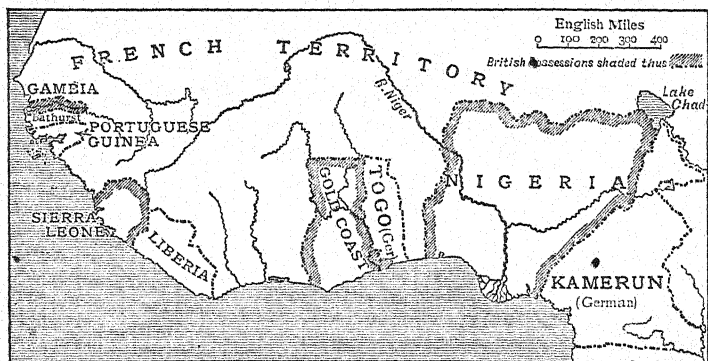 English Miles
0 100 200 300 400
British possessions shaded thus
FRENCH TERRITORY
Lake
Chad
GAMBIA
Bathurst
PORTUGUESE
GUINEA
R. Niger
NIGERIA
SIERRA
LEONE
LIBERIA
GOLD COAST
TOGO (Ger.)
KAMERUN
(German)